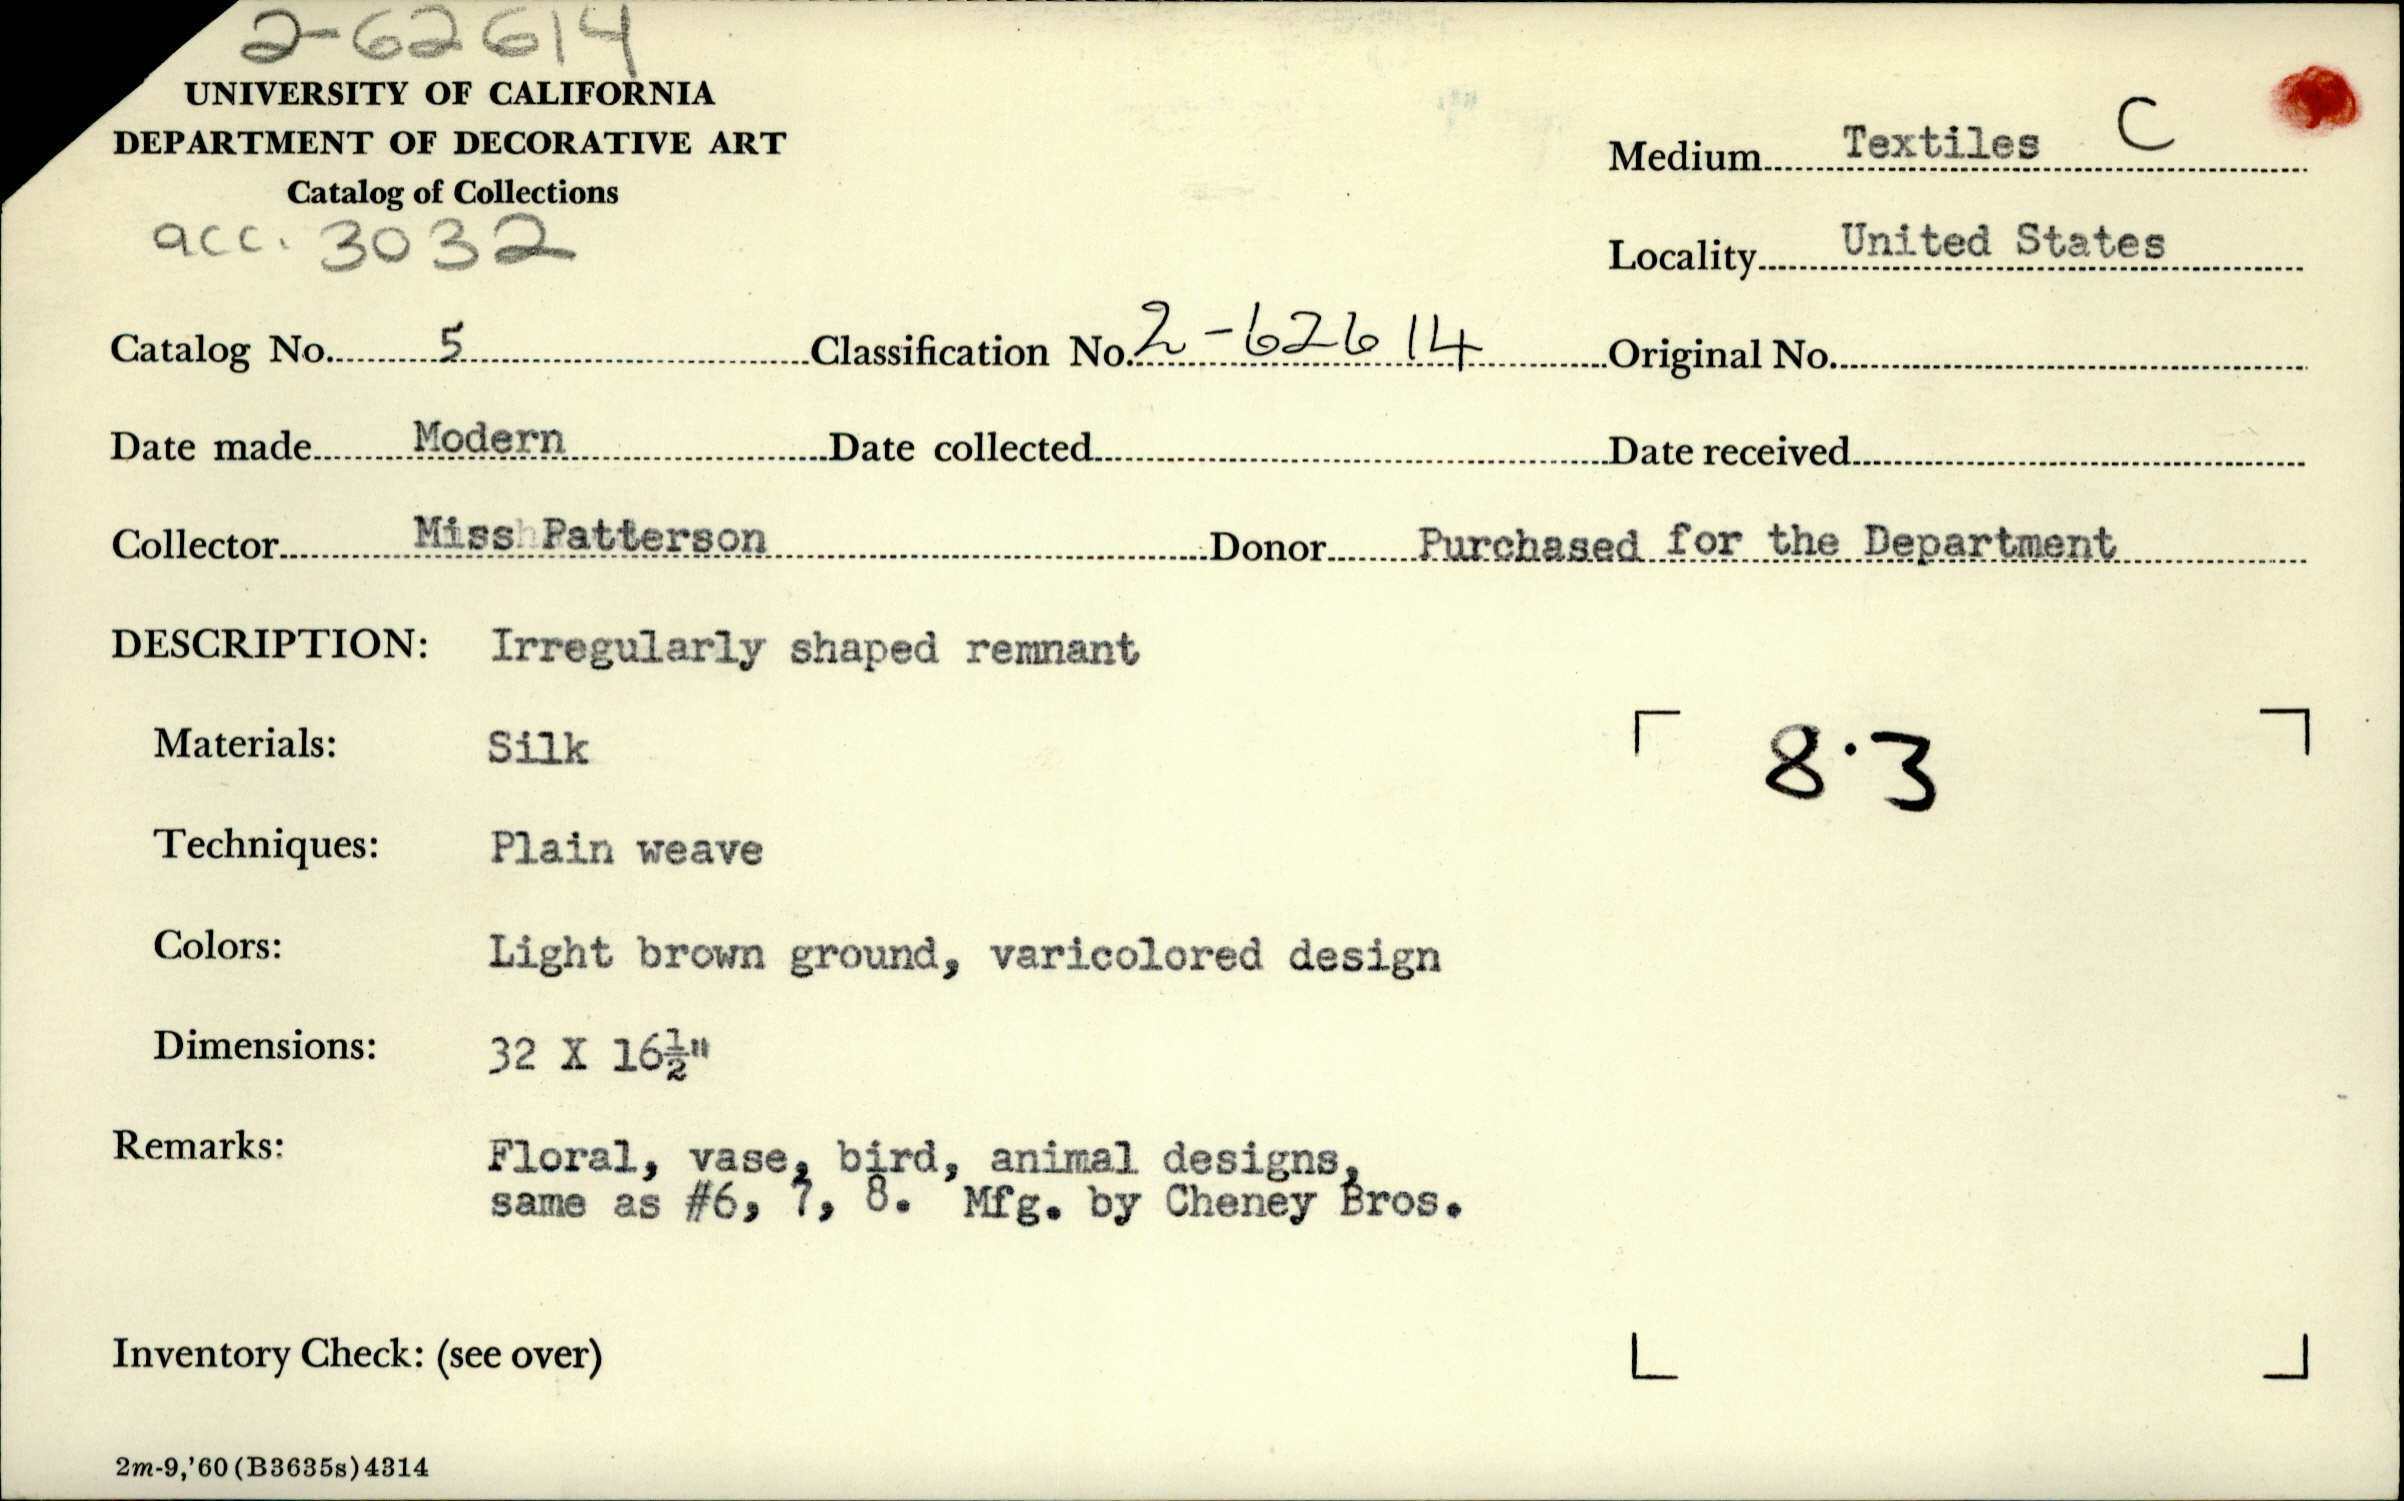 2-62614
UNIVERSITY OF CALIFORNIA
DEPARTMENT OF DECORATIVE ART
Catalog of Collections
acc. 3032
Medium Textiles C
Locality United States
Catalog No. 5 Classification No. 2-62614 Original No.
Date made Modern Date collected Date received
Collector Miss Patterson Donor Purchased for the Department
DESCRIPTION: Irregularly shaped remnant
Materials: Silk
8.3
Techniques: Plain weave
Colors: Light brown ground, varicolored design
Dimensions: 32 X 16½"
Remarks: Floral, vase, bird, animal designs,
same as #6, 7, 8. Mfg. by Cheney Bros.
Inventory Check: (see over)
2m-9,'60(B3635s)4314